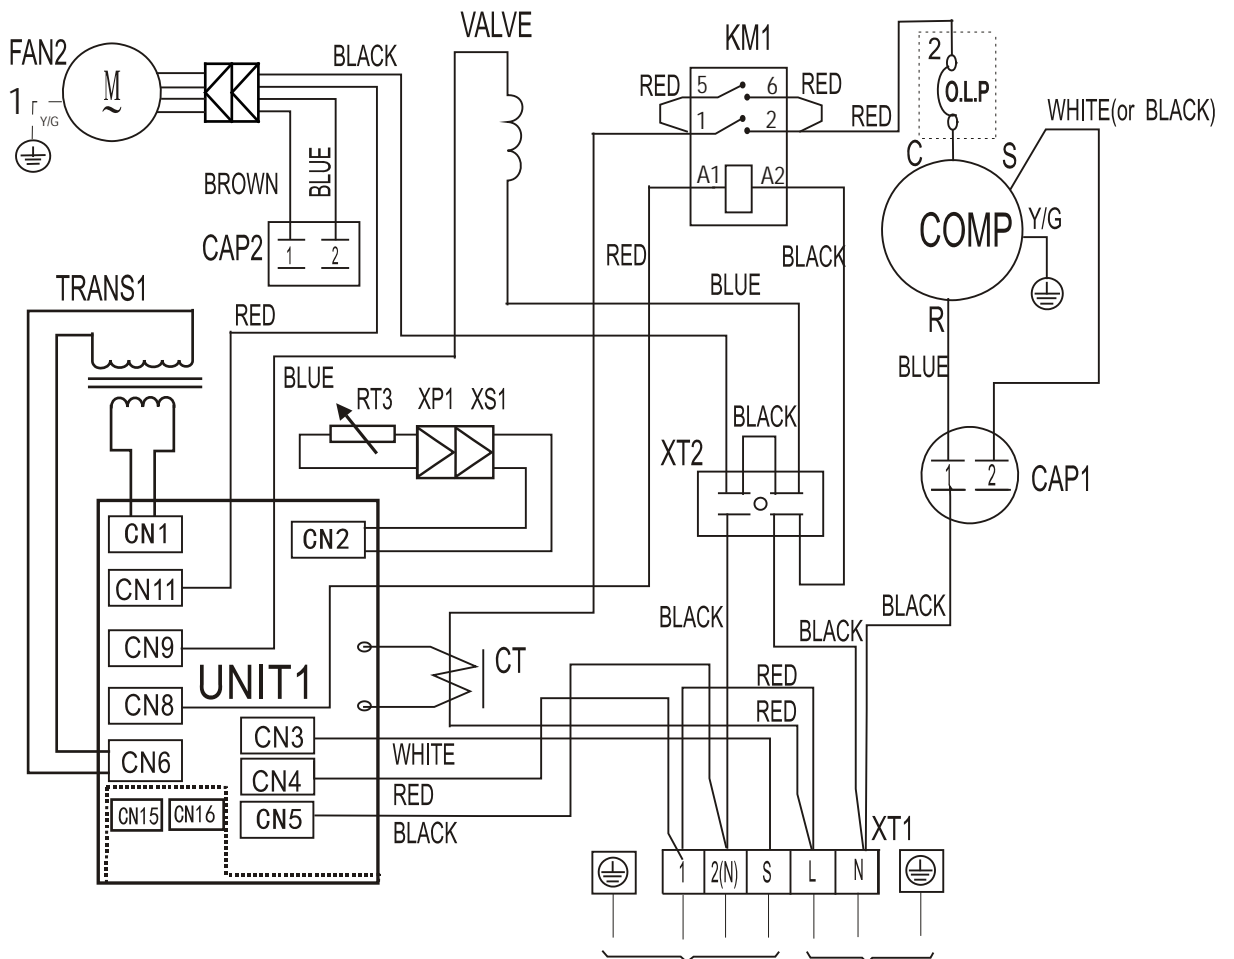 VALVE
KM1
FAN2
M
~
1
Y/G
BLACK
RED
5
6
RED
1
2
RED
2
O.L.P
WHITE(or BLACK)
C
S
BROWN
BLUE
A1
A2
COMP
Y/G
CAP2
1
2
RED
BLACK
TRANS1
RED
BLUE
R
BLUE
BLUE
RT3
XP1
XS1
BLACK
XT2
1
2
CAP1
CN1
CN2
CN11
BLACK
BLACK
BLACK
CN9
UNIT1
CT
RED
CN8
RED
CN3
WHITE
CN6
CN4
RED
CN15
CN16
CN5
BLACK
XT1
1
2(N)
S
L
N